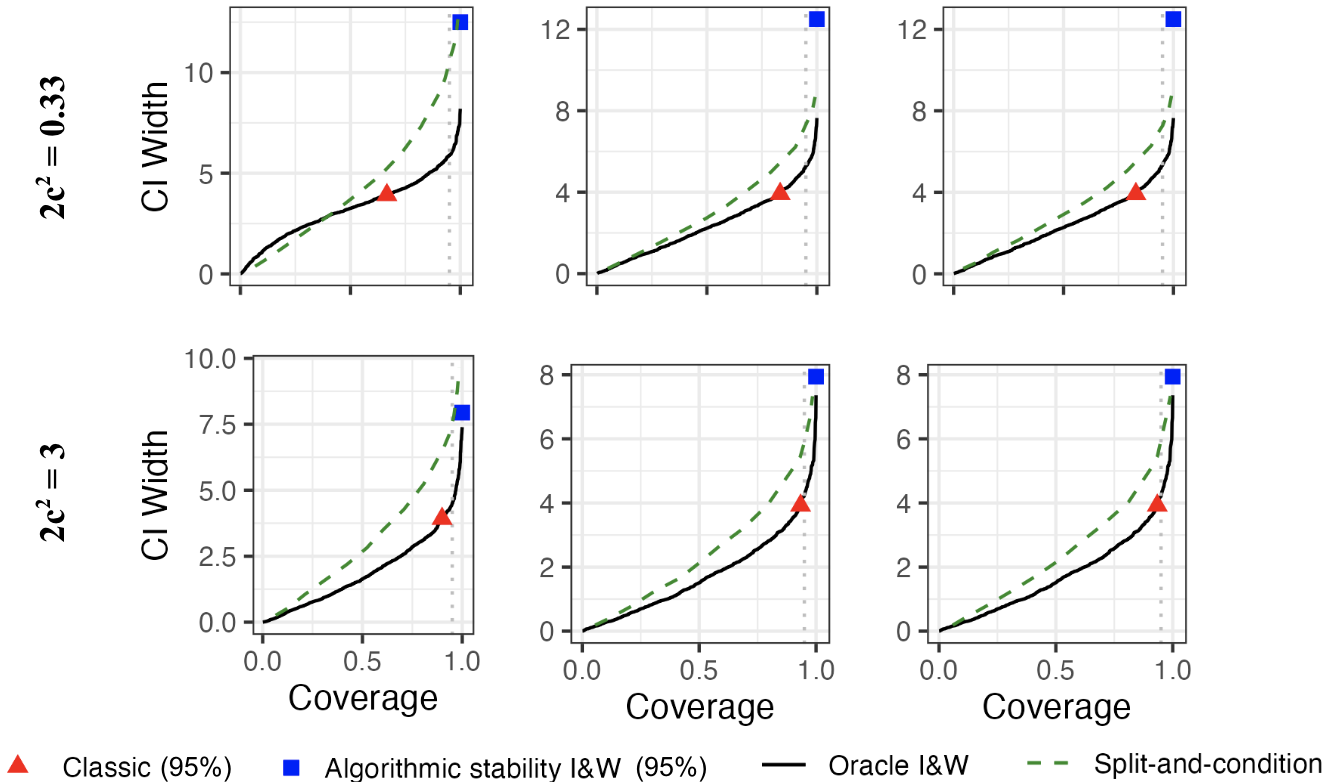 2c² = 0.33
CI Width
10
5
0
12
8
4
0
12
8
4
0
2c² = 3
CI Width
10.0
7.5
5.0
2.5
0.0
8
6
4
2
0
8
6
4
2
0
0.0 0.5 1.0
0.0 0.5 1.0
0.0 0.5 1.0
Coverage
Coverage
Coverage
Classic (95%) Algorithmic stability I&W (95%) Oracle I&W Split-and-condition